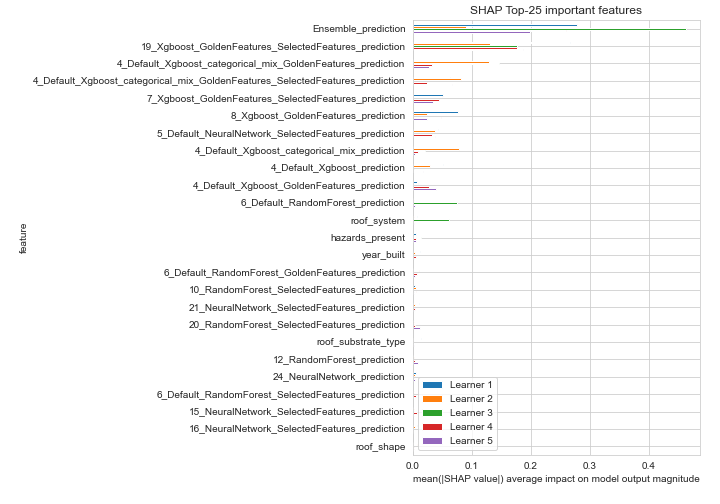 SHAP Top-25 important features
Ensemble_prediction
19_Xgboost_GoldenFeatures_SelectedFeatures_prediction
4_Default_Xgboost_categorical_mix_GoldenFeatures_prediction
4_Default_Xgboost_categorical_mix_GoldenFeatures_SelectedFeatures_prediction
7_Xgboost_GoldenFeatures_SelectedFeatures_prediction
8_Xgboost_GoldenFeatures_prediction
5_Default_NeuralNetwork_SelectedFeatures_prediction
4_Default_Xgboost_categorical_mix_prediction
4_Default_Xgboost_prediction
4_Default_Xgboost_GoldenFeatures_prediction
6_Default_RandomForest_prediction
roof_system
feature
hazards_present
year_built
6_Default_RandomForest_GoldenFeatures_prediction
10_RandomForest_SelectedFeatures_prediction
21_NeuralNetwork_SelectedFeatures_prediction
20_RandomForest_SelectedFeatures_prediction
roof_substrate_type
12_RandomForest_prediction
24_NeuralNetwork_prediction
6_Default_RandomForest_SelectedFeatures_prediction
15_NeuralNetwork_SelectedFeatures_prediction
16_NeuralNetwork_SelectedFeatures_prediction
roof_shape
Learner 1
Learner 2
Learner 3
Learner 4
Learner 5
0.0 0.1 0.2 0.3 0.4
mean(|SHAP value|) average impact on model output magnitude